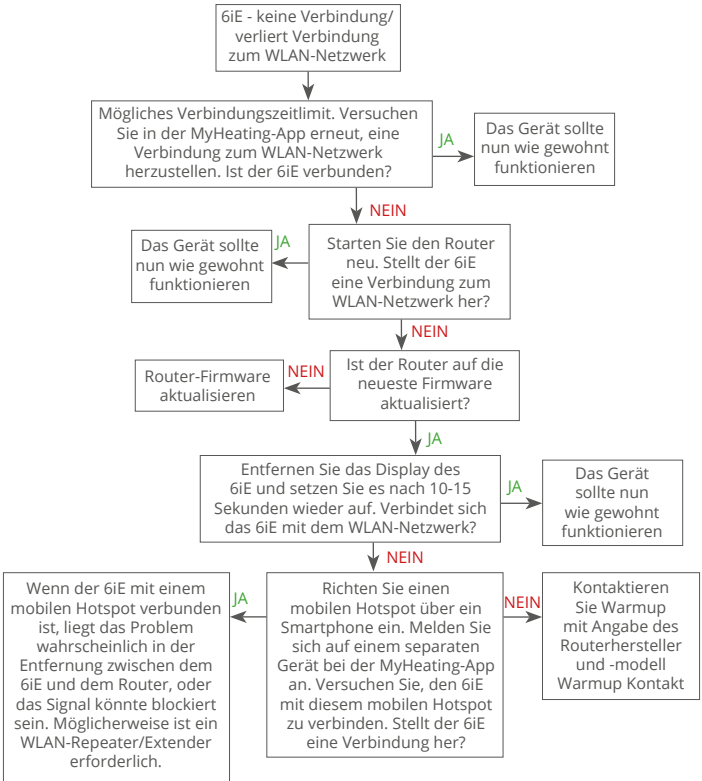 6iE - keine Verbindung/
verliert Verbindung
zum WLAN-Netzwerk
Mögliches Verbindungszeitlimit. Versuchen
Sie in der MyHeating-App erneut, eine
Verbindung zum WLAN-Netzwerk
herzustellen. Ist der 6iE verbunden?
JA
Das Gerät sollte
nun wie gewohnt
funktionieren
NEIN
Starten Sie den Router
neu. Stellt der 6iE
eine Verbindung zum
WLAN-Netzwerk her?
JA
Das Gerät sollte
nun wie gewohnt
funktionieren
NEIN
Ist der Router auf die
neueste Firmware
aktualisiert?
NEIN
Router-Firmware
aktualisieren
JA
Entfernen Sie das Display des
6iE und setzen Sie es nach 10-15
Sekunden wieder auf. Verbindet sich
das 6iE mit dem WLAN-Netzwerk?
JA
Das Gerät
sollte nun
wie gewohnt
funktionieren
NEIN
Richten Sie einen
mobilen Hotspot über ein
Smartphone ein. Melden Sie
sich auf einem separaten
Gerät bei der MyHeating-App
an. Versuchen Sie, den 6iE
mit diesem mobilen Hotspot
zu verbinden. Stellt der 6iE
eine Verbindung her?
JA
Wenn der 6iE mit einem
mobilen Hotspot verbunden
ist, liegt das Problem
wahrscheinlich in der
Entfernung zwischen dem
6iE und dem Router, oder
das Signal könnte blockiert
sein. Möglicherweise ist ein
WLAN-Repeater/Extender
erforderlich.
NEIN
Kontaktieren
Sie Warmup
mit Angabe des
Routerhersteller
und -modell
Warmup Kontakt